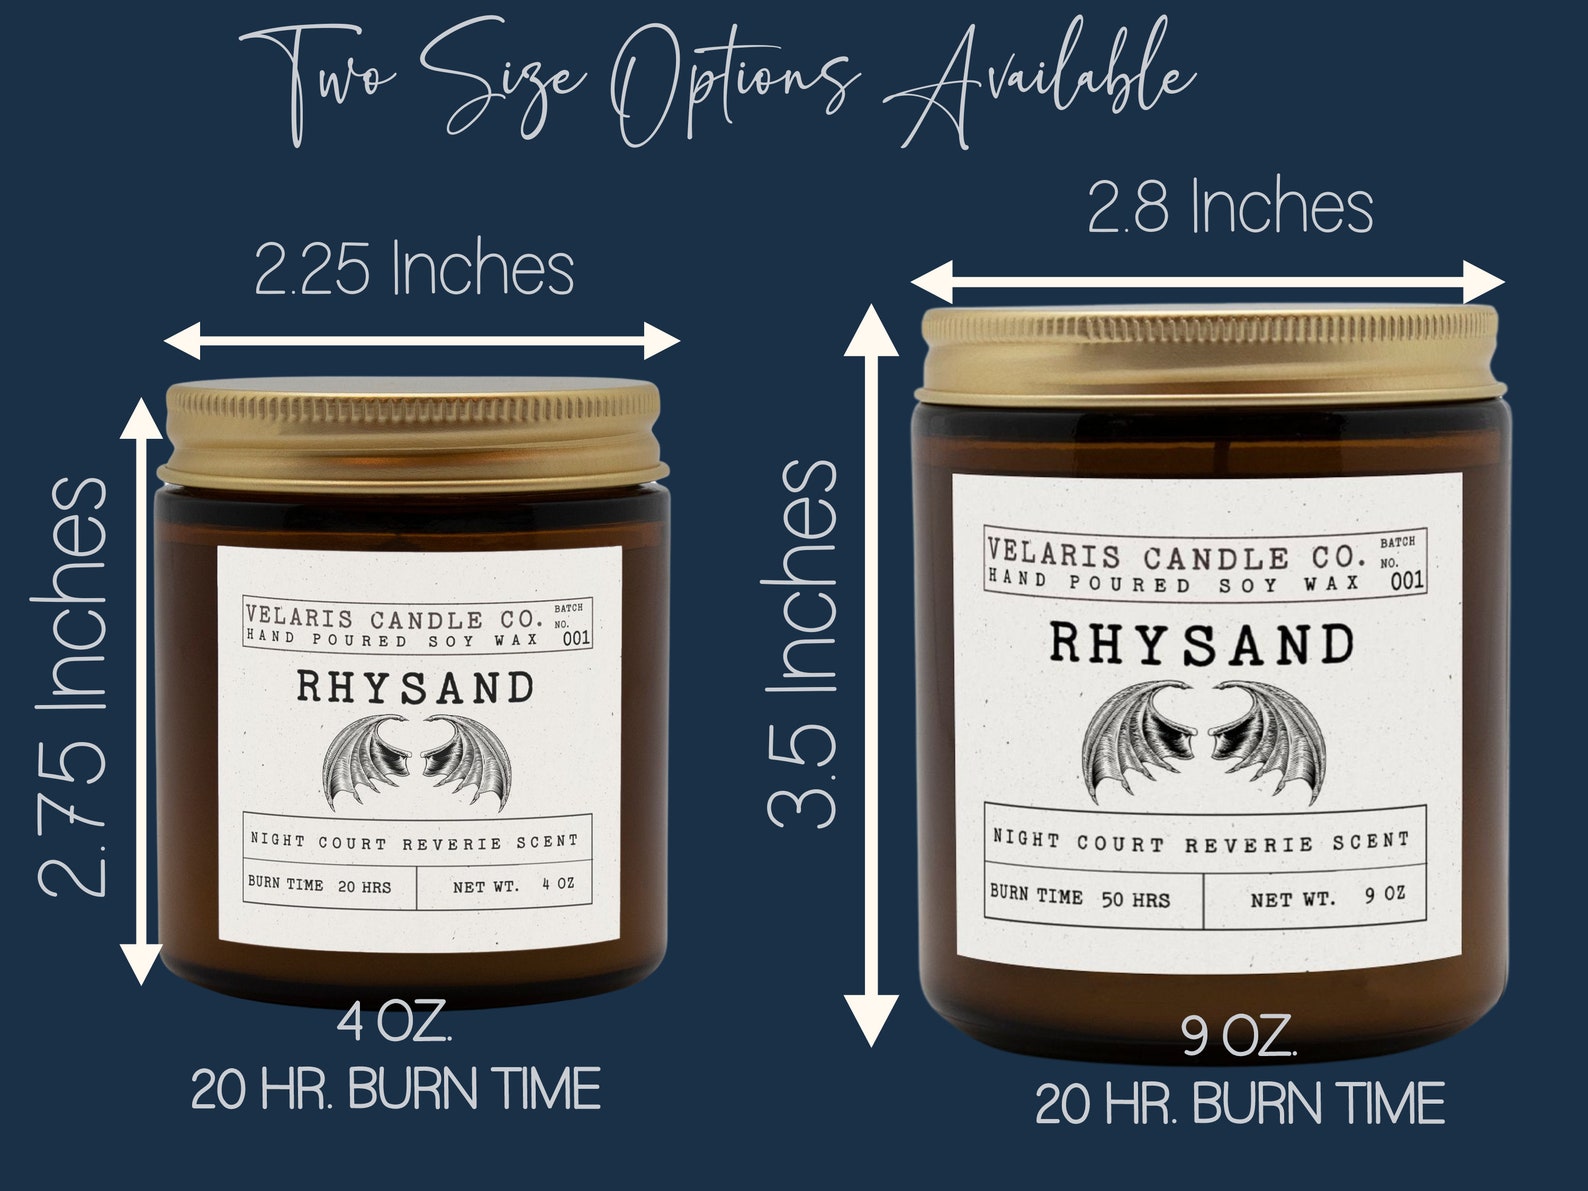 Two Size Options Available
2.25 Inches
2.8 Inches
2.75 Inches
3.5 Inches
VELARIS CANDLE CO.
HAND POURED SOY WAX
BATCH
NO.
001
RHYSAND
NIGHT COURT REVERIE SCENT
BURN TIME 20 HRS
NET WT. 4 OZ
4 OZ.
20 HR. BURN TIME
VELARIS CANDLE CO.
HAND POURED SOY WAX
BATCH
NO.
001
RHYSAND
NIGHT COURT REVERIE SCENT
BURN TIME 50 HRS
NET WT. 9 OZ
9 OZ.
20 HR. BURN TIME